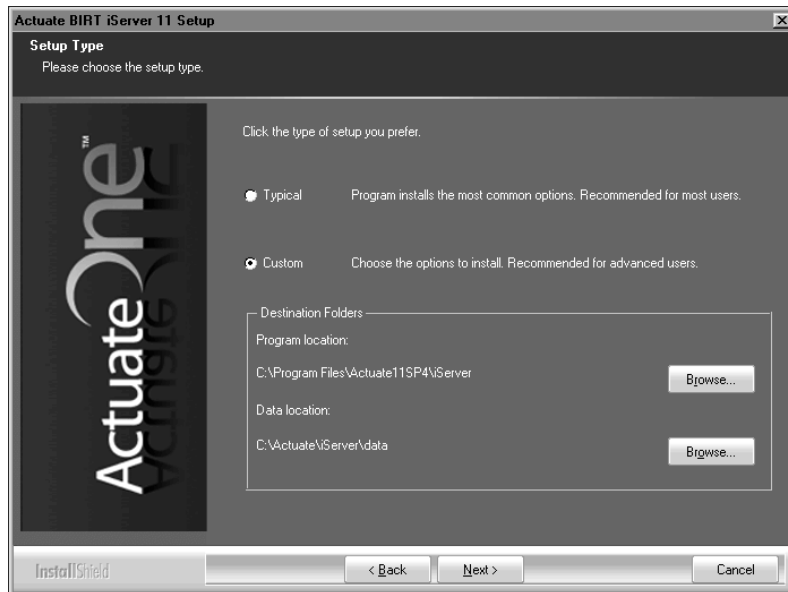 Actuate BIRT iServer 11 Setup
Setup Type
Please choose the setup type.
ActuateOne™
Click the type of setup you prefer.
Typical Program installs the most common options. Recommended for most users.
Custom Choose the options to install. Recommended for advanced users.
Destination Folders
Program location:
C:\Program Files\Actuate11SP4\iServer
Browse...
Data location:
C:\Actuate\iServer\data
Browse...
InstallShield
< Back Next > Cancel